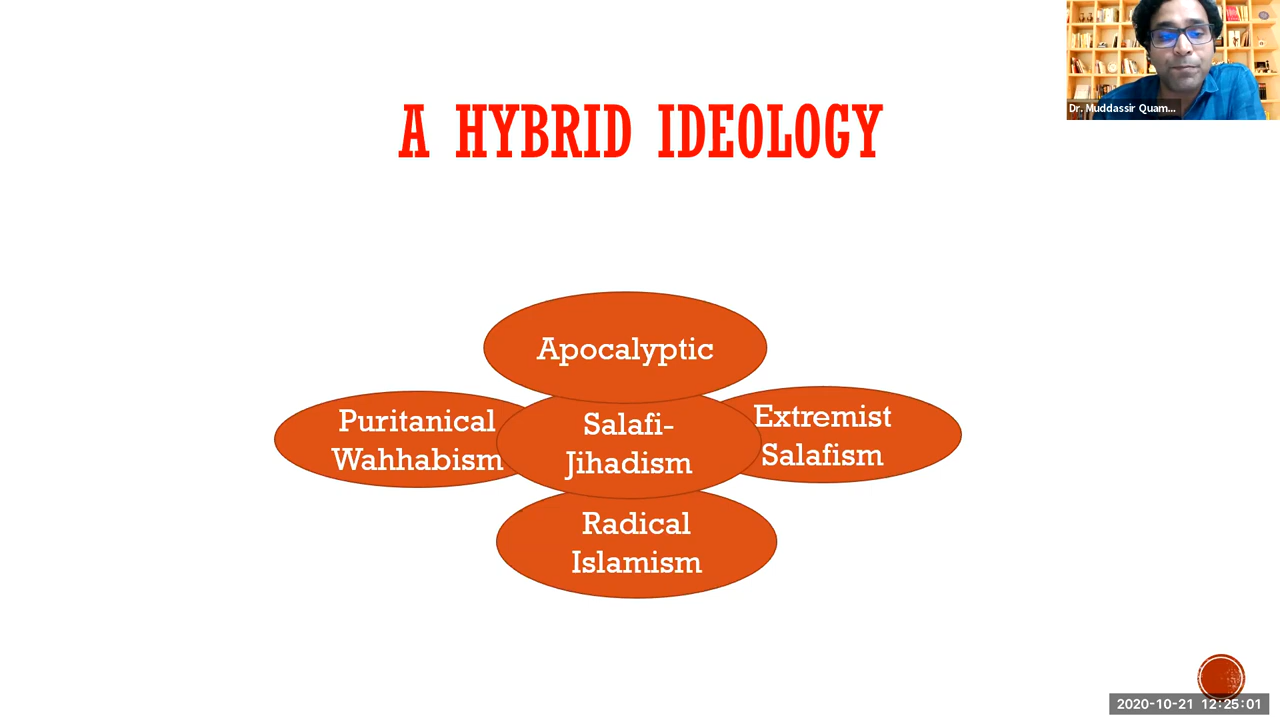 Dr. Muddassir Quam...
A HYBRID IDEOLOGY
Apocalyptic
Puritanical
Wahhabism
Salafi-
Jihadism
Extremist
Salafism
Radical
Islamism
2020-10-21 12:25:01